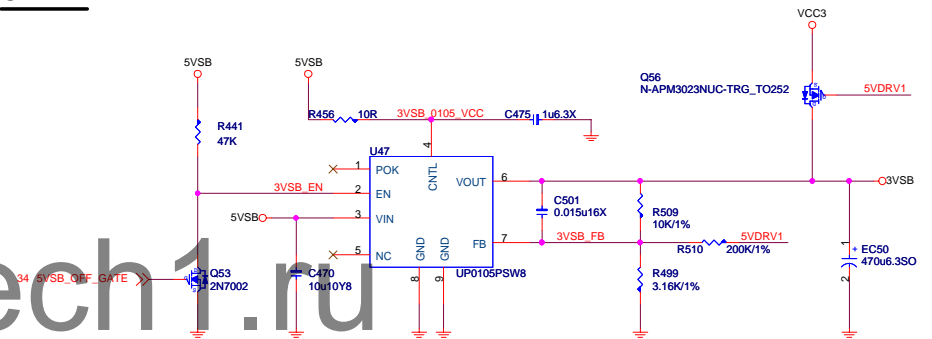 VCC3
5VSB
5VSB
Q56
N-APM3023NUC-TRG_TO252
5VDRV1
R456
10R
3VSB_0105_VCC
C475
1u6.3X
R441
47K
4
U47
1
POK
CNTL
VOUT
6
3VSB
3VSB_EN
2
EN
5VSB
3
VIN
C501
0.015u16X
R509
10K/1%
FB
7
3VSB_FB
5VDRV1
R510
200K/1%
5
NC
GND
GND
1
+
EC50
470u6.3SO
2
34
5VSB_OFF_GATE
Q53
2N7002
C470
10u10Y8
8
9
UP0105PSW8
R499
3.16K/1%
ech1.ru